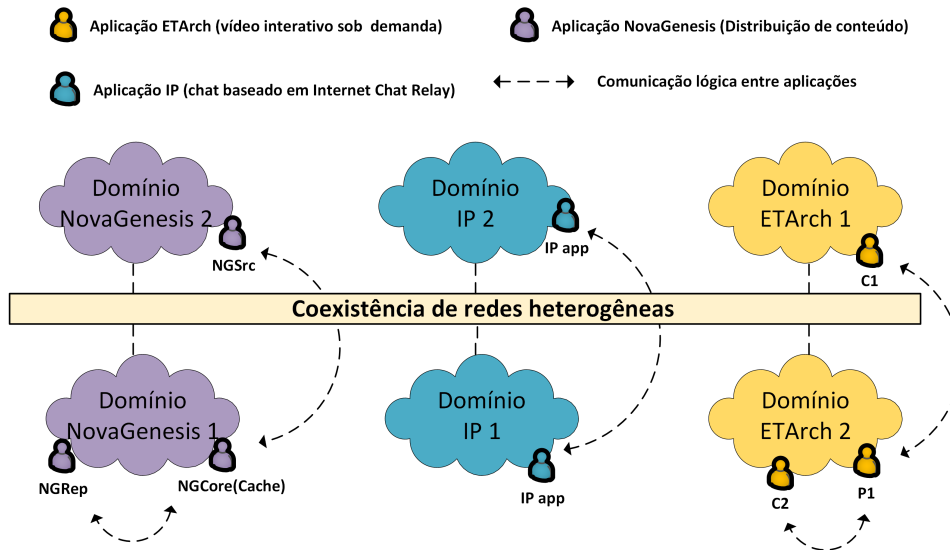 Aplicação ETArch (vídeo interativo sob demanda)
Aplicação NovaGenesis (Distribuição de conteúdo)
Aplicação IP (chat baseado em Internet Chat Relay)
Comunicação lógica entre aplicações
Domínio
NovaGenesis 2
NGSrc
Domínio
IP 2
IP app
Domínio
ETArch 1
C1
Coexistência de redes heterogêneas
Domínio
NovaGenesis 1
NGRep
NGCore(Cache)
Domínio
IP 1
IP app
Domínio
ETArch 2
C2
P1